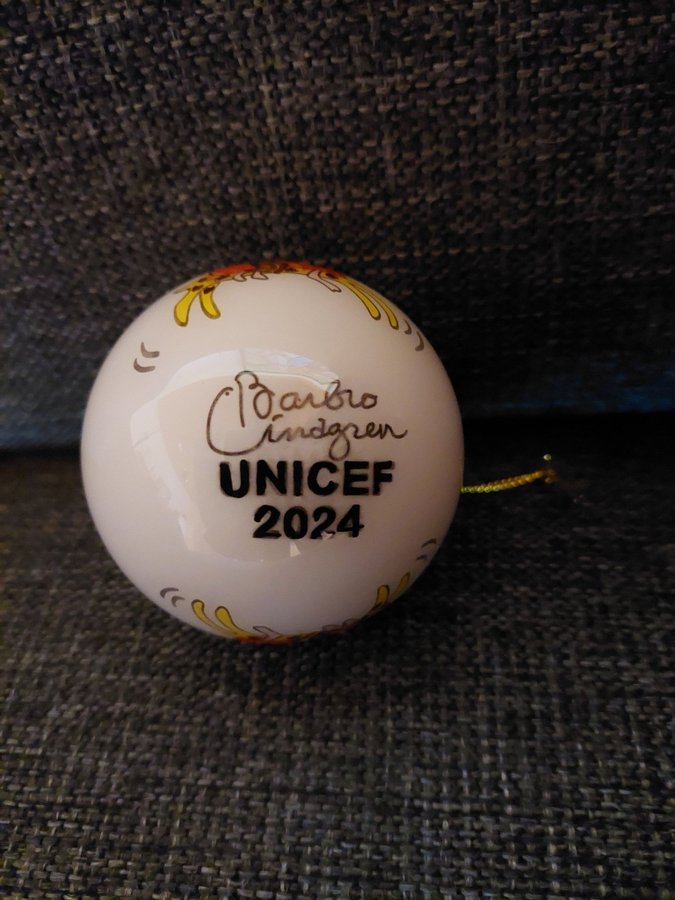 Barbro
Lindgren
UNICEF
2024